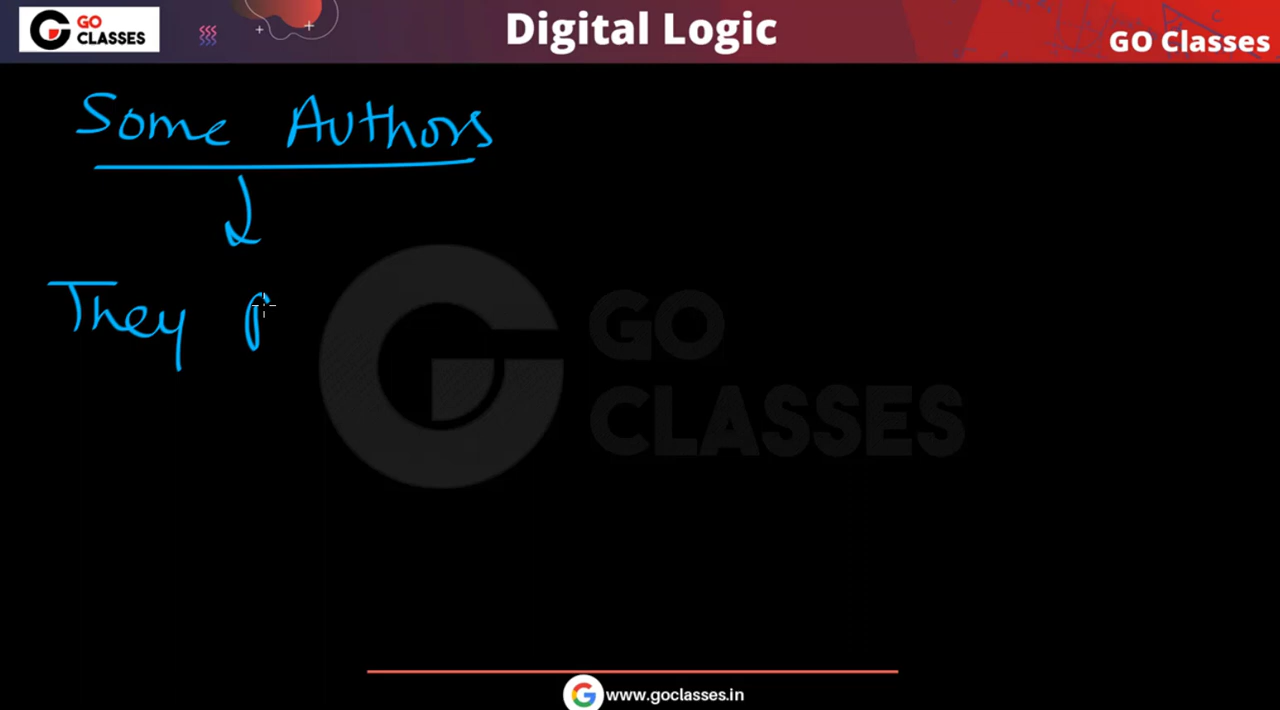 GO
CLASSES
Digital Logic
GO Classes
Some Authors
They
GO
CLASSES
www.goclasses.in